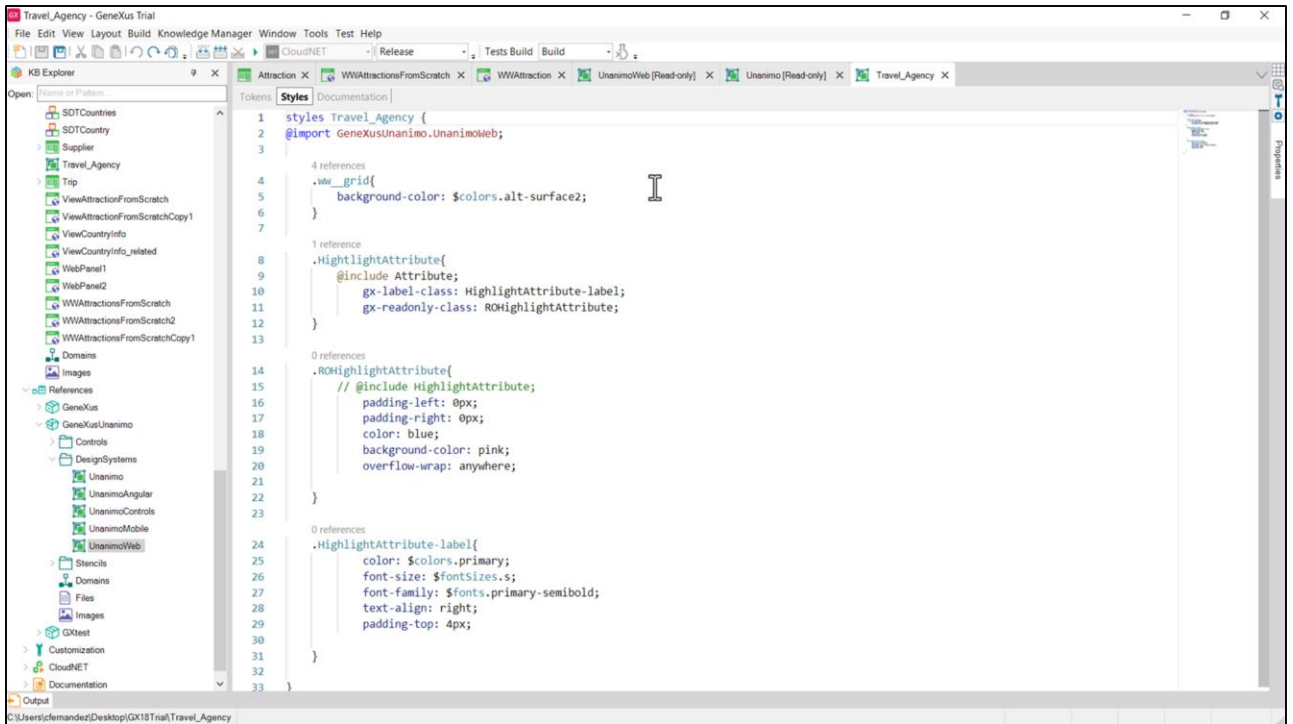 Travel_Agency - GeneXus Trial
File Edit View Layout Build Knowledge Manager Window Tools Test Help
CloudNET Release Tests Build Build
KB Explorer
Open: Name or Pattern...
SDTCountries
SDTCountry
Supplier
Travel_Agency
Trip
ViewAttractionFromScratch
ViewAttractionFromScratchCopy1
ViewCountryInfo
ViewCountryInfo_related
WebPanel1
WebPanel2
WWAttractionsFromScratch
WWAttractionsFromScratch2
WWAttractionsFromScratchCopy1
Domains
Images
References
GeneXus
GeneXusUnanimo
Controls
DesignSystems
Unanimo
UnanimoAngular
UnanimoControls
UnanimoMobile
UnanimoWeb
Stencils
Domains
Files
Images
GXtest
Customization
CloudNET
Documentation
Attraction X WWAttractionsFromScratch X WWAttraction X UnanimoWeb [Read-only] X Unanimo [Read-only] X Travel_Agency X
Tokens Styles Documentation
1 styles Travel_Agency {
2 @import GeneXusUnanimo.UnanimoWeb;
3
4 references
4 .ww__grid{
5 background-color: $colors.alt-surface2;
6 }
7
1 reference
8 .HightlightAttribute{
9 @include Attribute;
10 gx-label-class: HighlightAttribute-label;
11 gx-readonly-class: ROHighlightAttribute;
12 }
13
0 references
14 .ROHighlightAttribute{
15 // @include HighlightAttribute;
16 padding-left: 0px;
17 padding-right: 0px;
18 color: blue;
19 background-color: pink;
20 overflow-wrap: anywhere;
21
22 }
23
0 references
24 .HighlightAttribute-label{
25 color: $colors.primary;
26 font-size: $fontSizes.s;
27 font-family: $fonts.primary-semibold;
28 text-align: right;
29 padding-top: 4px;
30
31 }
32
33 }
Properties
Output
C:\Users\cfernandez\Desktop\GX18Trial\Travel_Agency